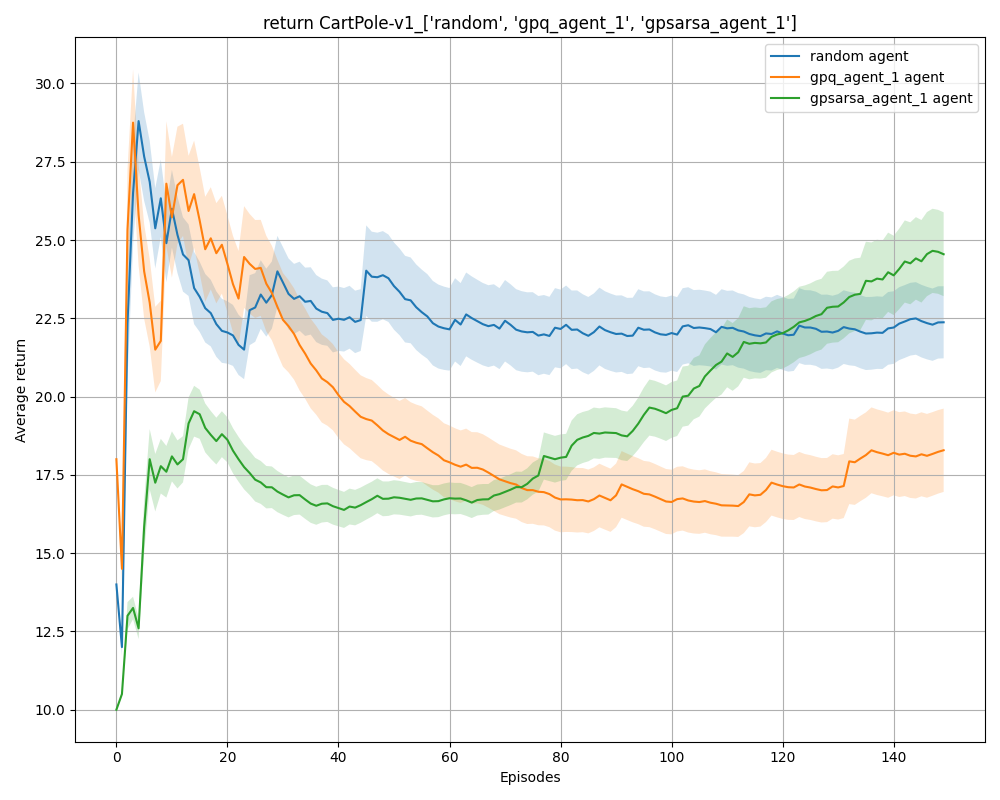 return CartPole-v1_['random', 'gpq_agent_1', 'gpsarsa_agent_1']
random agent
gpq_agent_1 agent
gpsarsa_agent_1 agent
Average return
30.0
27.5
25.0
22.5
20.0
17.5
15.0
12.5
10.0
0 20 40 60 80 100 120 140
Episodes